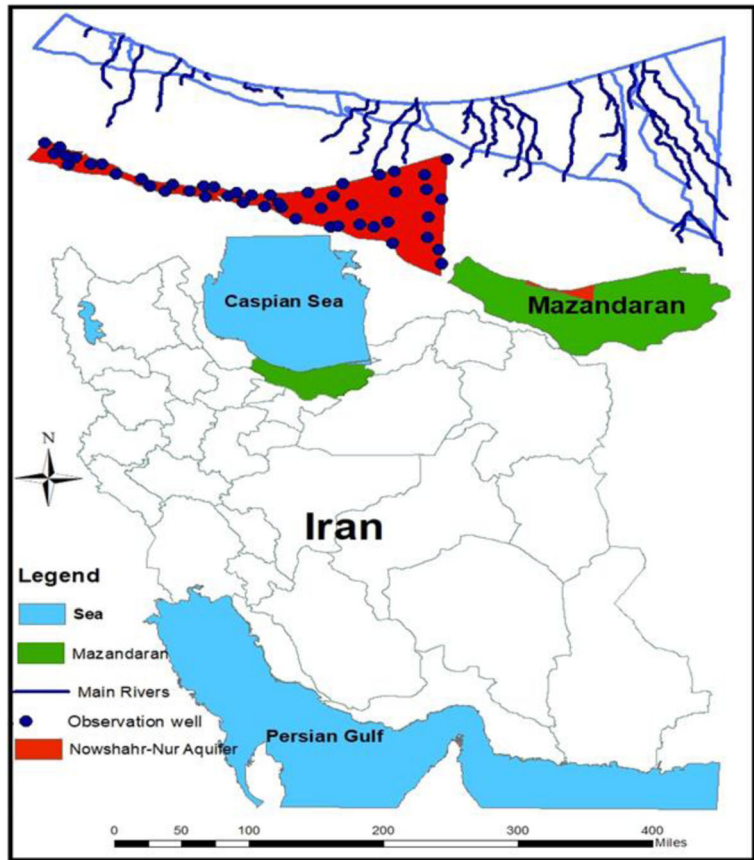 Caspian Sea
Mazandaran
N
Iran
Legend
Sea
Mazandaran
Main Rivers
Observation well
Nowshahr-Nur Aquifer
Persian Gulf
0 50 100 200 300 400
Miles